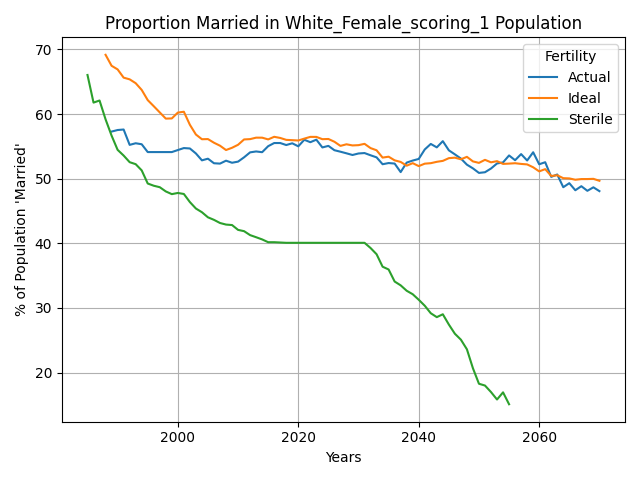 Proportion Married in White_Female_scoring_1 Population
% of Population 'Married'
70
60
50
40
30
20
Fertility
Actual
Ideal
Sterile
2000
2020
2040
2060
Years